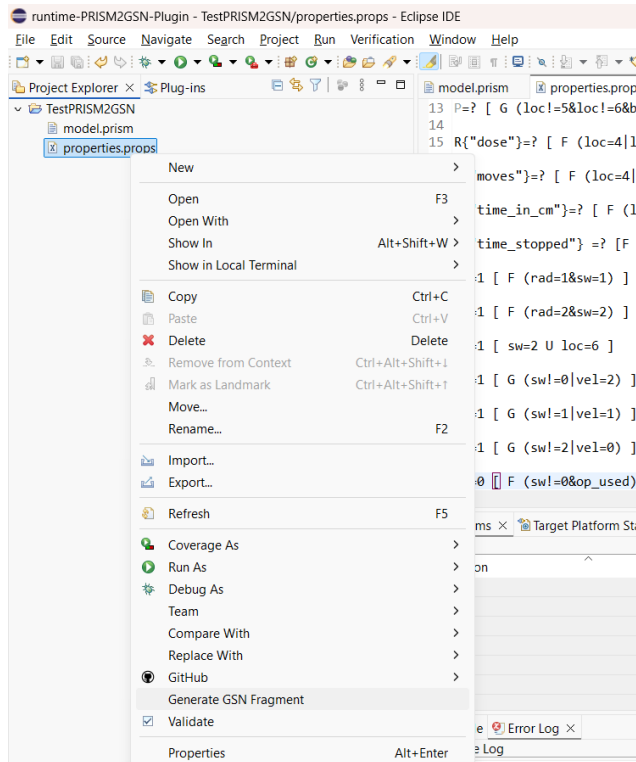 runtime-PRISM2GSN-Plugin - TestPRISM2GSN/properties.props - Eclipse IDE
File Edit Source Navigate Search Project Run Verification Window Help
Project Explorer Plug-ins
model.prism properties.prop
TestPRISM2GSN
model.prism
properties.props
13 P=? [ G (loc!=5&loc!=6&b
14
15 R{"dose"}=? [ F (loc=4|l
moves"}=? [ F (loc=4|
time_in_cm"}=? [ F (l
time_stopped"} =? [F
=1 [ F (rad=1&sw=1) ]
=1 [ F (rad=2&sw=2) ]
=1 [ sw=2 U loc=6 ]
=1 [ G (sw!=0|vel=2) ]
=1 [ G (sw!=1|vel=1) ]
=1 [ G (sw!=2|vel=0) ]
=0 [ F (sw!=0&op_used)
New
Open F3
Open With
Show In Alt+Shift+W
Show in Local Terminal
Copy Ctrl+C
Paste Ctrl+V
Delete Delete
Remove from Context Ctrl+Alt+Shift+↓
Mark as Landmark Ctrl+Alt+Shift+↑
Move...
Rename... F2
Import...
Export...
Refresh F5
Coverage As
Run As
Debug As
Team
Compare With
Replace With
GitHub
Generate GSN Fragment
Validate
Properties Alt+Enter
ms Target Platform Sta
on
e Error Log
e Log